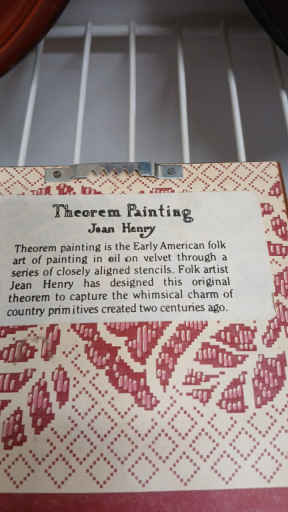 Theorem Painting
Jean Henry
Theorem painting is the Early American folk
art of painting in oil on velvet through a
series of closely aligned stencils. Folk artist
Jean Henry has designed this original
theorem to capture the whimsical charm of
country primitives created two centuries ago.